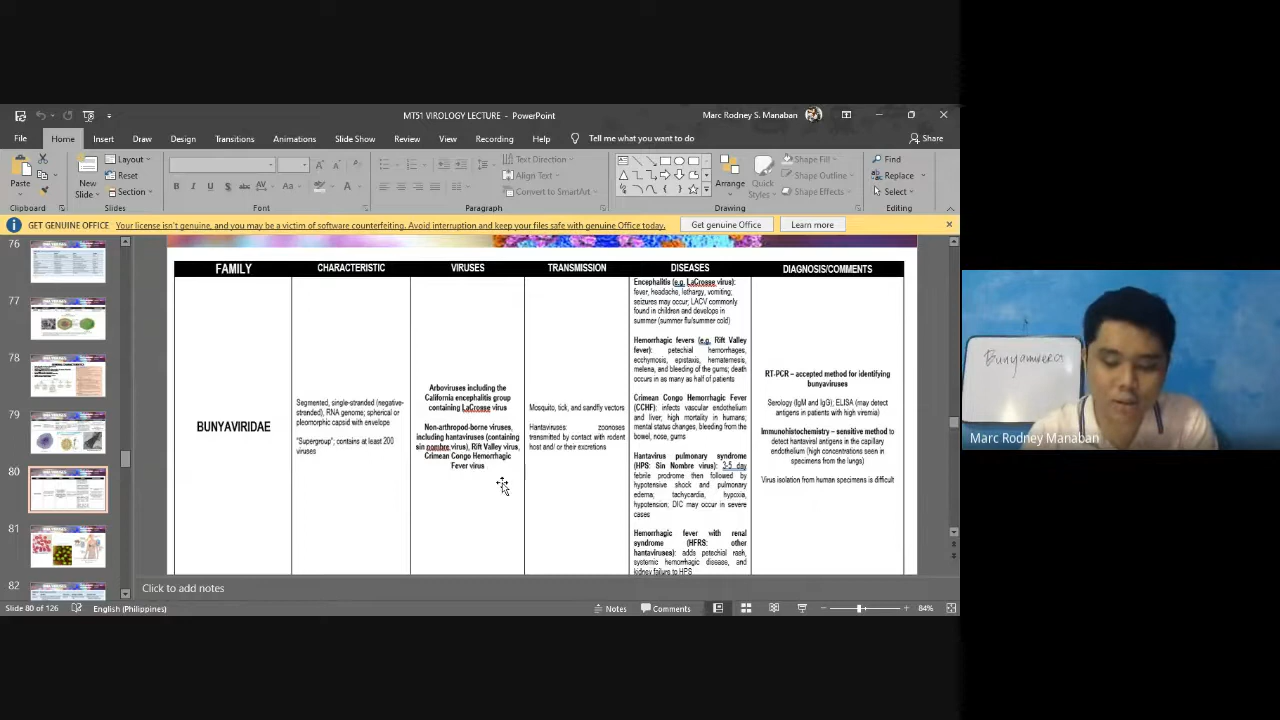 MT51 VIROLOGY LECTURE - PowerPoint
Marc Rodney S. Manaban
File
Home
Insert
Draw
Design
Transitions
Animations
Slide Show
Review
View
Recording
Help
Tell me what you want to do
Share
Paste
New
Slide
Layout
Reset
Section
Text Direction
Align Text
Convert to SmartArt
Arrange
Quick
Styles
Shape Fill
Shape Outline
Shape Effects
Find
Replace
Select
Clipboard
Slides
Font
Paragraph
Drawing
Editing
GET GENUINE OFFICE
Your license isn't genuine, and you may be a victim of software counterfeiting. Avoid interruption and keep your files safe with genuine Office today.
Get genuine Office
Learn more
76
77
78
79
80
81
82
FAMILY
CHARACTERISTIC
VIRUSES
TRANSMISSION
DISEASES
DIAGNOSIS/COMMENTS
BUNYAVIRIDAE
Segmented, single-stranded (negative-
stranded), RNA genome; spherical or
pleomorphic capsid with envelope
"Supergroup"; contains at least 200
viruses
Arboviruses including the
California encephalitis group
containing LaCrosse virus
Non-arthropod-borne viruses,
including hantaviruses (containing
sin nombre virus), Rift Valley virus,
Crimean Congo Hemorrhagic
Fever virus
Mosquito, tick, and sandfly vectors
Hantaviruses: zoonoses
transmitted by contact with rodent
host and/ or their excretions
Encephalitis (e.g. LaCrosse virus):
fever, headache, lethargy, vomiting;
seizures may occur; LACV commonly
found in children and develops in
summer (summer flu/summer cold)
Hemorrhagic fevers (e.g. Rift Valley
fever): petechial hemorrhages,
ecchymosis, epistaxis, hematemesis,
melena, and bleeding of the gums; death
occurs in as many as half of patients
Crimean Congo Hemorrhagic Fever
(CCHF): infects vascular endothelium
and liver; high mortality in humans;
mental status changes, bleeding from the
bowel, nose, gums
Hantavirus pulmonary syndrome
(HPS: Sin Nombre virus): 3-5 day
febrile prodrome then followed by
hypotensive shock and pulmonary
edema, tachycardia, hypoxia,
hypotension; DIC may occur in severe
cases
Hemorrhagic fever with renal
syndrome (HFRS: other
hantaviruses): adds petechial rash,
systemic hemorrhagic disease, and
kidney failure to HPS
RT-PCR – accepted method for identifying
bunyaviruses
Serology (IgM and IgG); ELISA (may detect
antigens in patients with high viremia)
Immunohistochemistry – sensitive method to
detect hantaviral antigens in the capillary
endothelium (high concentrations seen in
specimens from the lungs)
Virus isolation from human specimens is difficult
Bunyamwera
Marc Rodney Manaban
Click to add notes
Slide 80 of 126
English (Philippines)
Notes
Comments
84%